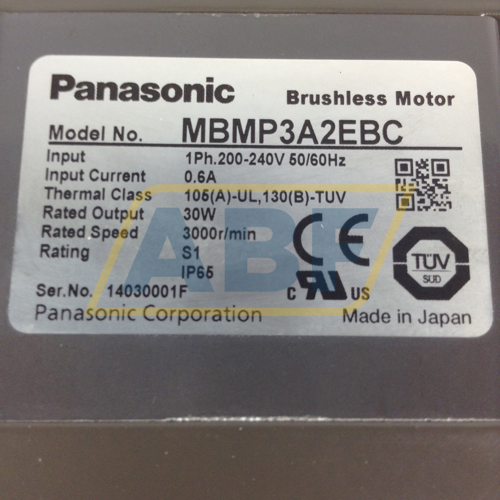 Panasonic Brushless Motor
Model No. MBMP3A2EBC
Input 1Ph.200-240V 50/60Hz
Input Current 0.6A
Thermal Class 105(A)-UL,130(B)-TUV
Rated Output 30W
Rated Speed 3000r/min
Rating S1
IP65
Ser.No. 14030001F
Panasonic Corporation
CE
C UR US
TÜV
SÜD
Made in Japan
ABF